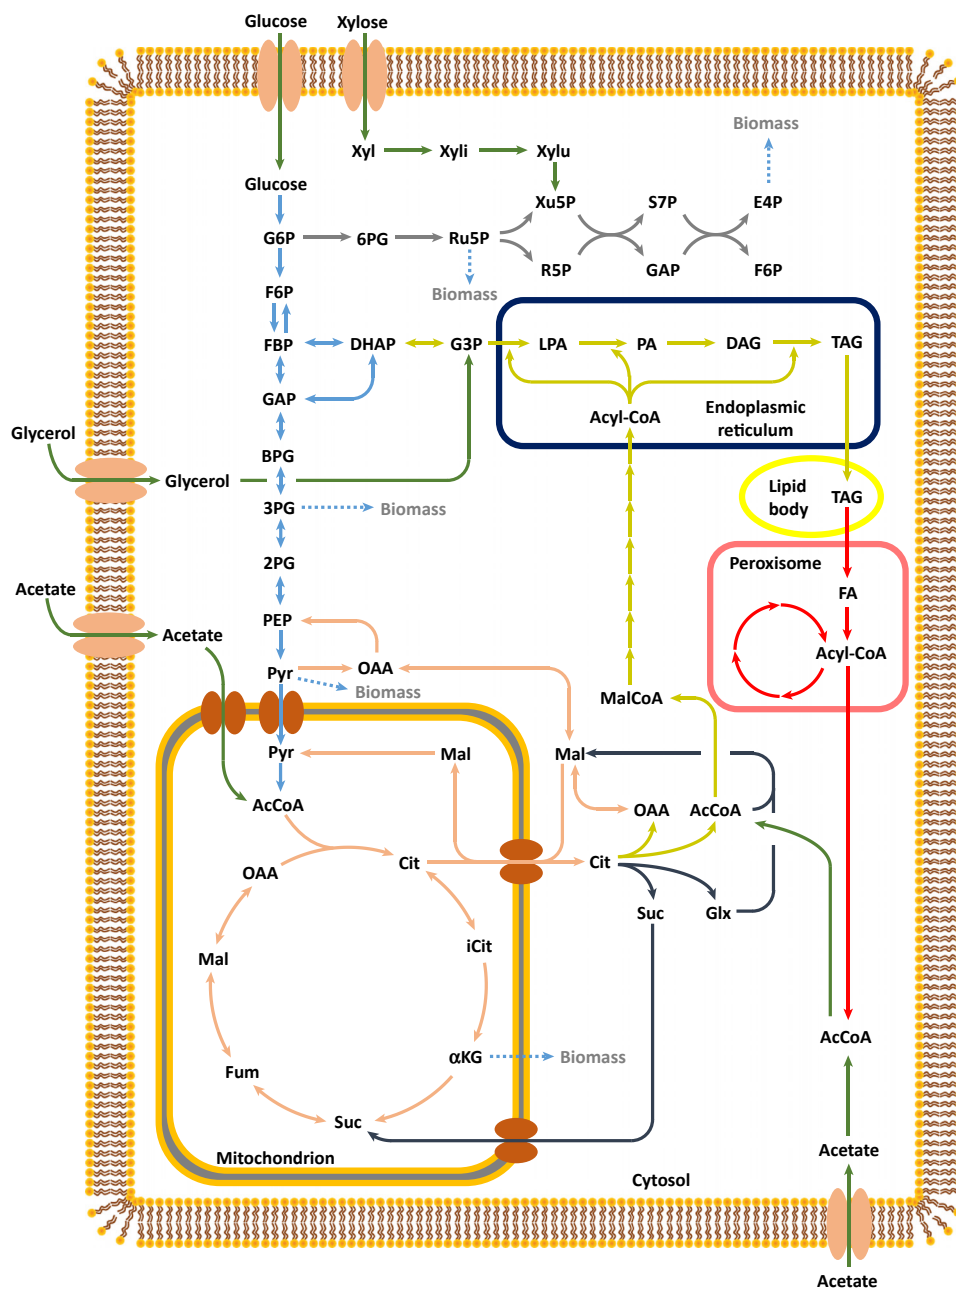 Glucose
Xylose
Biomass
Xyl
Xyli
Xylu
Glucose
Xu5P
S7P
E4P
G6P
6PG
Ru5P
R5P
GAP
F6P
F6P
Biomass
FBP
DHAP
G3P
LPA
PA
DAG
TAG
GAP
Acyl-CoA
Endoplasmic
reticulum
Glycerol
BPG
Glycerol
Lipid
body
TAG
3PG
Biomass
2PG
Peroxisome
Acetate
FA
PEP
Acetate
Acyl-CoA
Pyr
OAA
Biomass
MalCoA
Pyr
Mal
Mal
AcCoA
OAA
AcCoA
OAA
Cit
Cit
Suc
Glx
Mal
iCit
AcCoA
αKG
Biomass
Fum
Suc
Mitochondrion
Acetate
Cytosol
Acetate